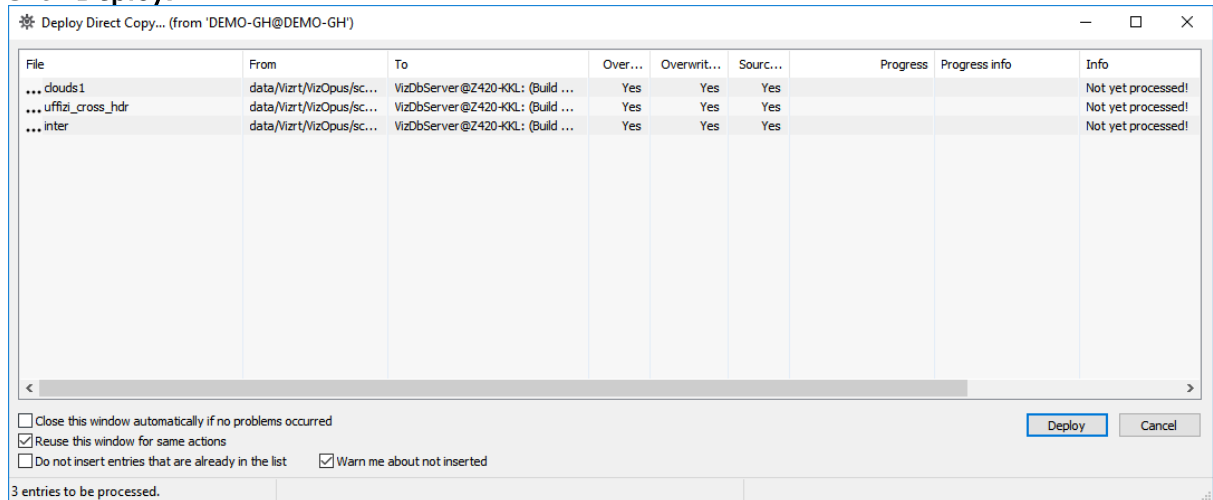 Deploy Direct Copy... (from 'DEMO-GH@DEMO-GH')
File From To Over... Overwrit... Sourc... Progress Progress info Info
clouds1 data/Vizrt/VizOpus/sc... VizDbServer@Z420-KKL: (Build ... Yes Yes Yes Not yet processed!
uffizi_cross_hdr data/Vizrt/VizOpus/sc... VizDbServer@Z420-KKL: (Build ... Yes Yes Yes Not yet processed!
inter data/Vizrt/VizOpus/sc... VizDbServer@Z420-KKL: (Build ... Yes Yes Yes Not yet processed!
Close this window automatically if no problems occurred
Deploy Cancel
Reuse this window for same actions
Do not insert entries that are already in the list Warn me about not inserted
3 entries to be processed.